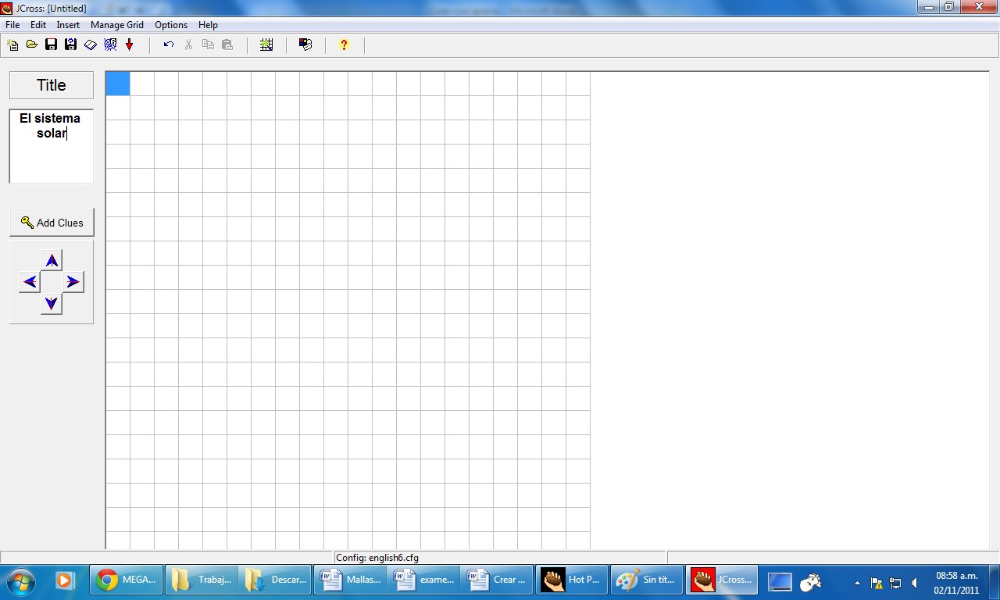 JCross: [Untitled]
File Edit Insert Manage Grid Options Help
Title
El sistema
solar
Add Clues
Config: english6.cfg
MEGA... Trabaj... Descar... Mallas... exame... Crear ... Hot P... Sin tít... JCross...
08:58 a.m.
02/11/2011